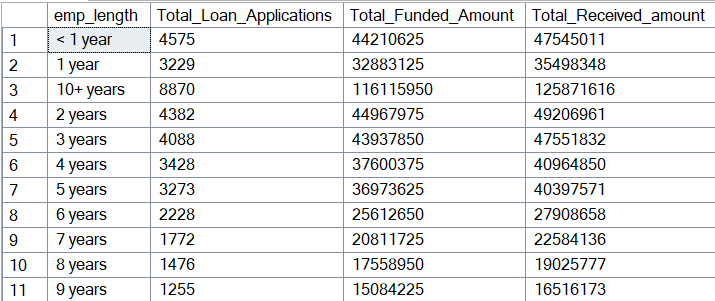 emp_length Total_Loan_Applications Total_Funded_Amount Total_Received_amount
1 < 1 year 4575 44210625 47545011
2 1 year 3229 32883125 35498348
3 10+ years 8870 116115950 125871616
4 2 years 4382 44967975 49206961
5 3 years 4088 43937850 47551832
6 4 years 3428 37600375 40964850
7 5 years 3273 36973625 40397571
8 6 years 2228 25612650 27908658
9 7 years 1772 20811725 22584136
10 8 years 1476 17558950 19025777
11 9 years 1255 15084225 16516173